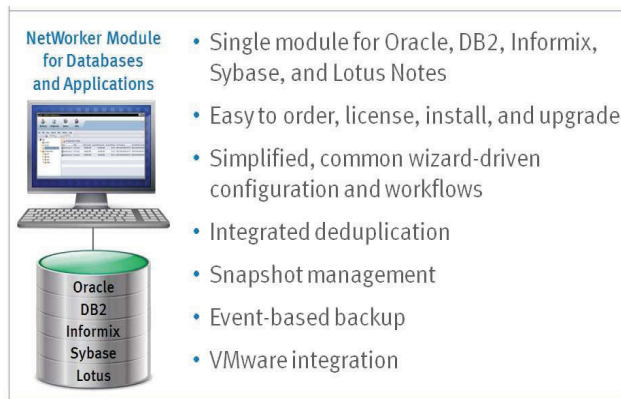 NetWorker Module
for Databases
and Applications
Oracle
DB2
Informix
Sybase
Lotus
• Single module for Oracle, DB2, Informix,
Sybase, and Lotus Notes
• Easy to order, license, install, and upgrade
• Simplified, common wizard-driven
configuration and workflows
• Integrated deduplication
• Snapshot management
• Event-based backup
• VMware integration